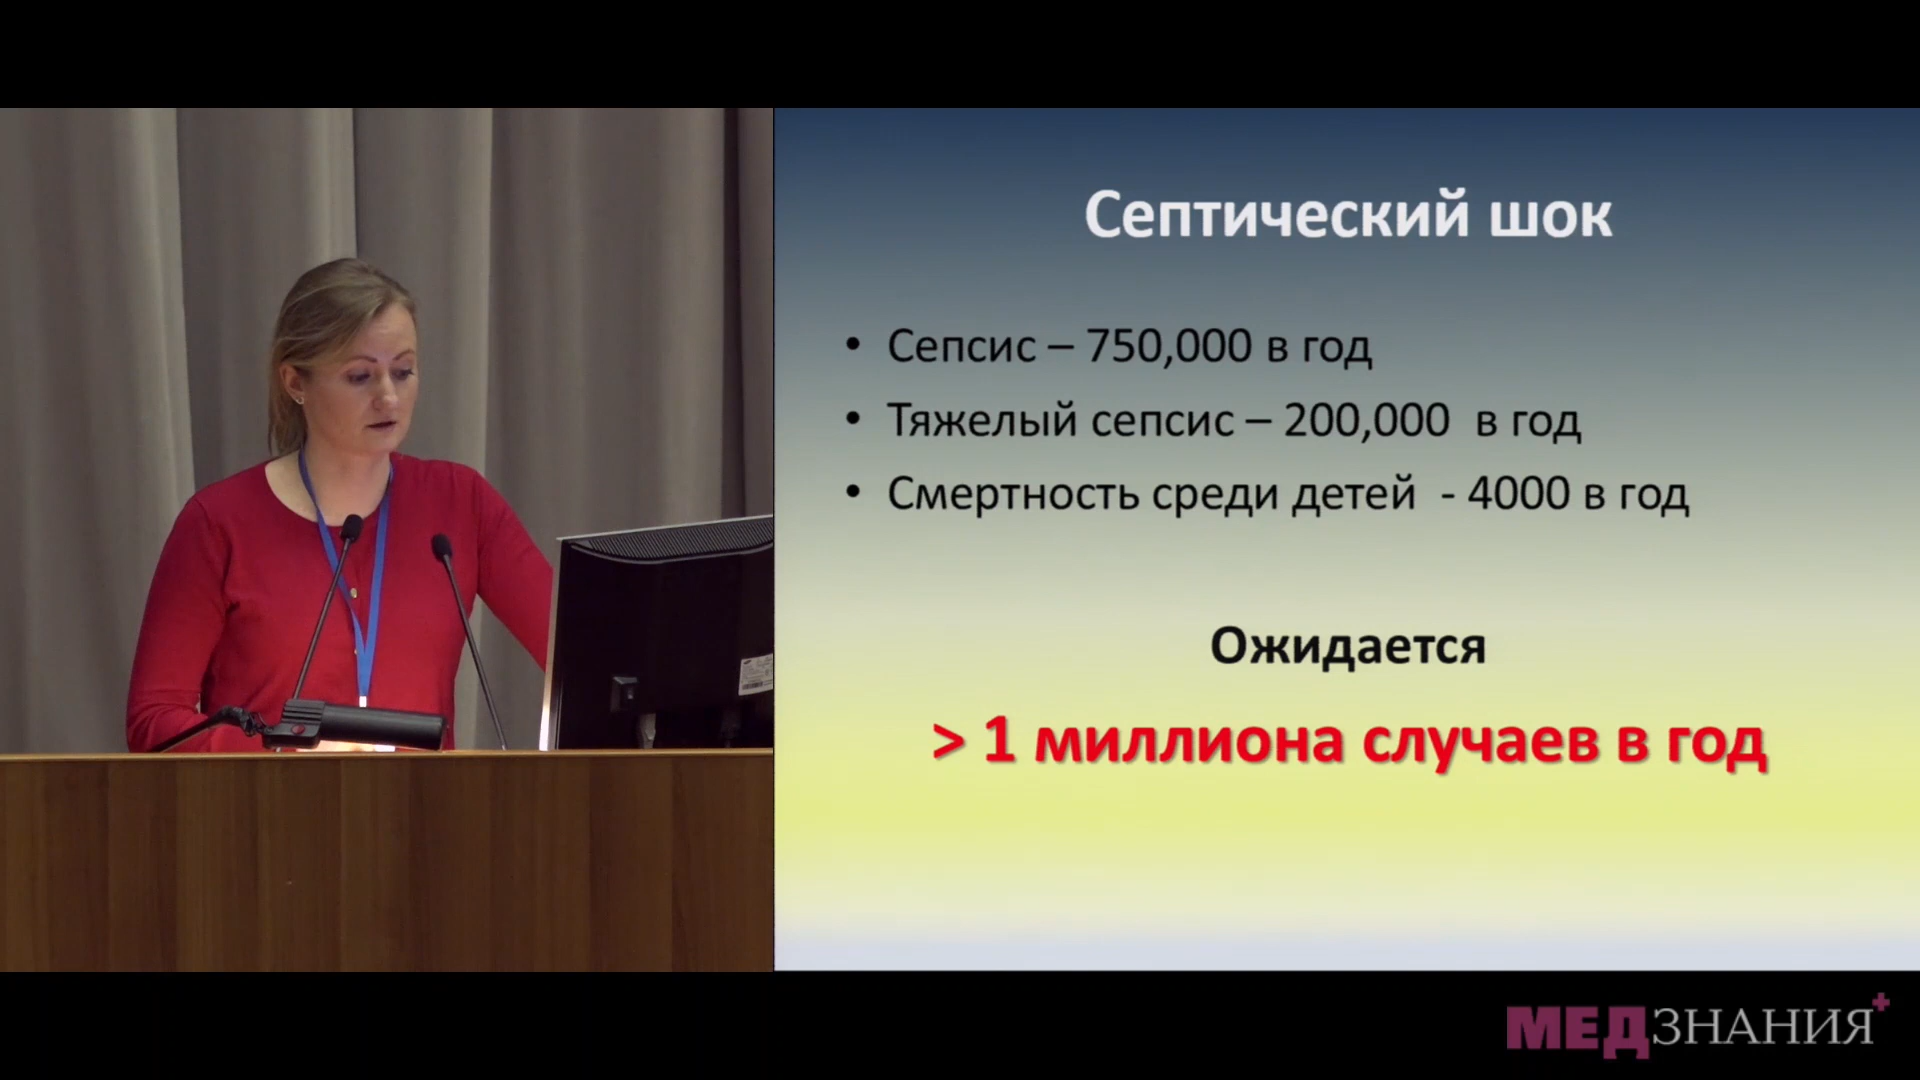 Септический шок
• Сепсис – 750,000 в год
• Тяжелый сепсис – 200,000 в год
• Смертность среди детей - 4000 в год
Ожидается
> 1 миллиона случаев в год
МЕДЗНАНИЯ+